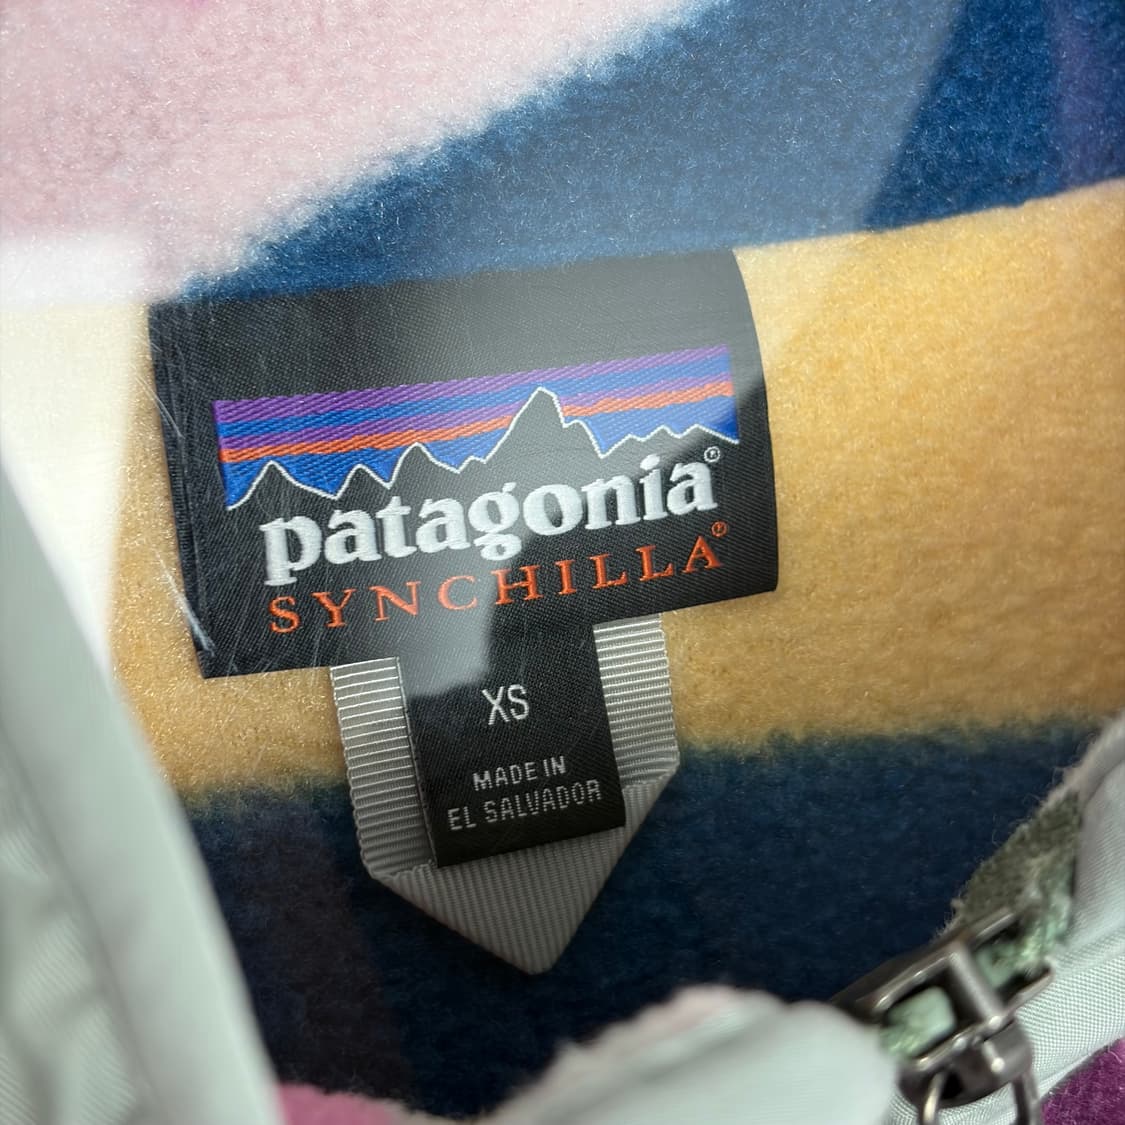 patagonia®
SYNCHILLA®
XS
MADE IN
EL SALVADOR